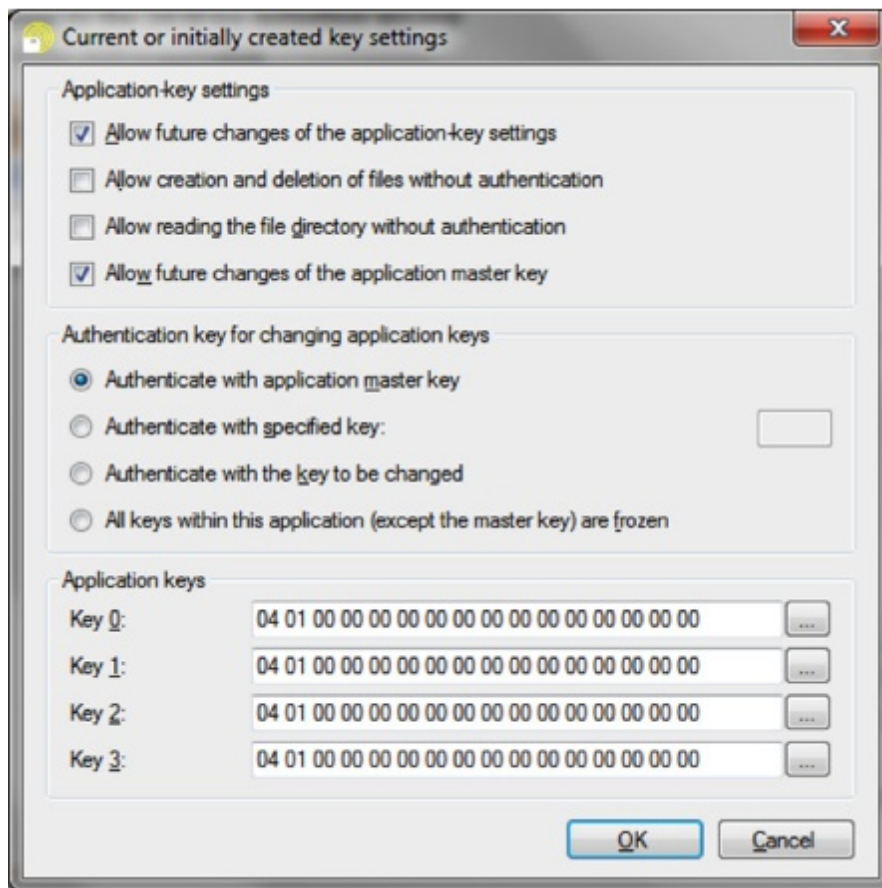 Current or initially created key settings
Application-key settings
Allow future changes of the application-key settings
Allow creation and deletion of files without authentication
Allow reading the file directory without authentication
Allow future changes of the application master key
Authentication key for changing application keys
Authenticate with application master key
Authenticate with specified key:
Authenticate with the key to be changed
All keys within this application (except the master key) are frozen
Application keys
Key 0: 04 01 00 00 00 00 00 00 00 00 00 00 00 00 00 00 ...
Key 1: 04 01 00 00 00 00 00 00 00 00 00 00 00 00 00 00 ...
Key 2: 04 01 00 00 00 00 00 00 00 00 00 00 00 00 00 00 ...
Key 3: 04 01 00 00 00 00 00 00 00 00 00 00 00 00 00 00 ...
OK Cancel